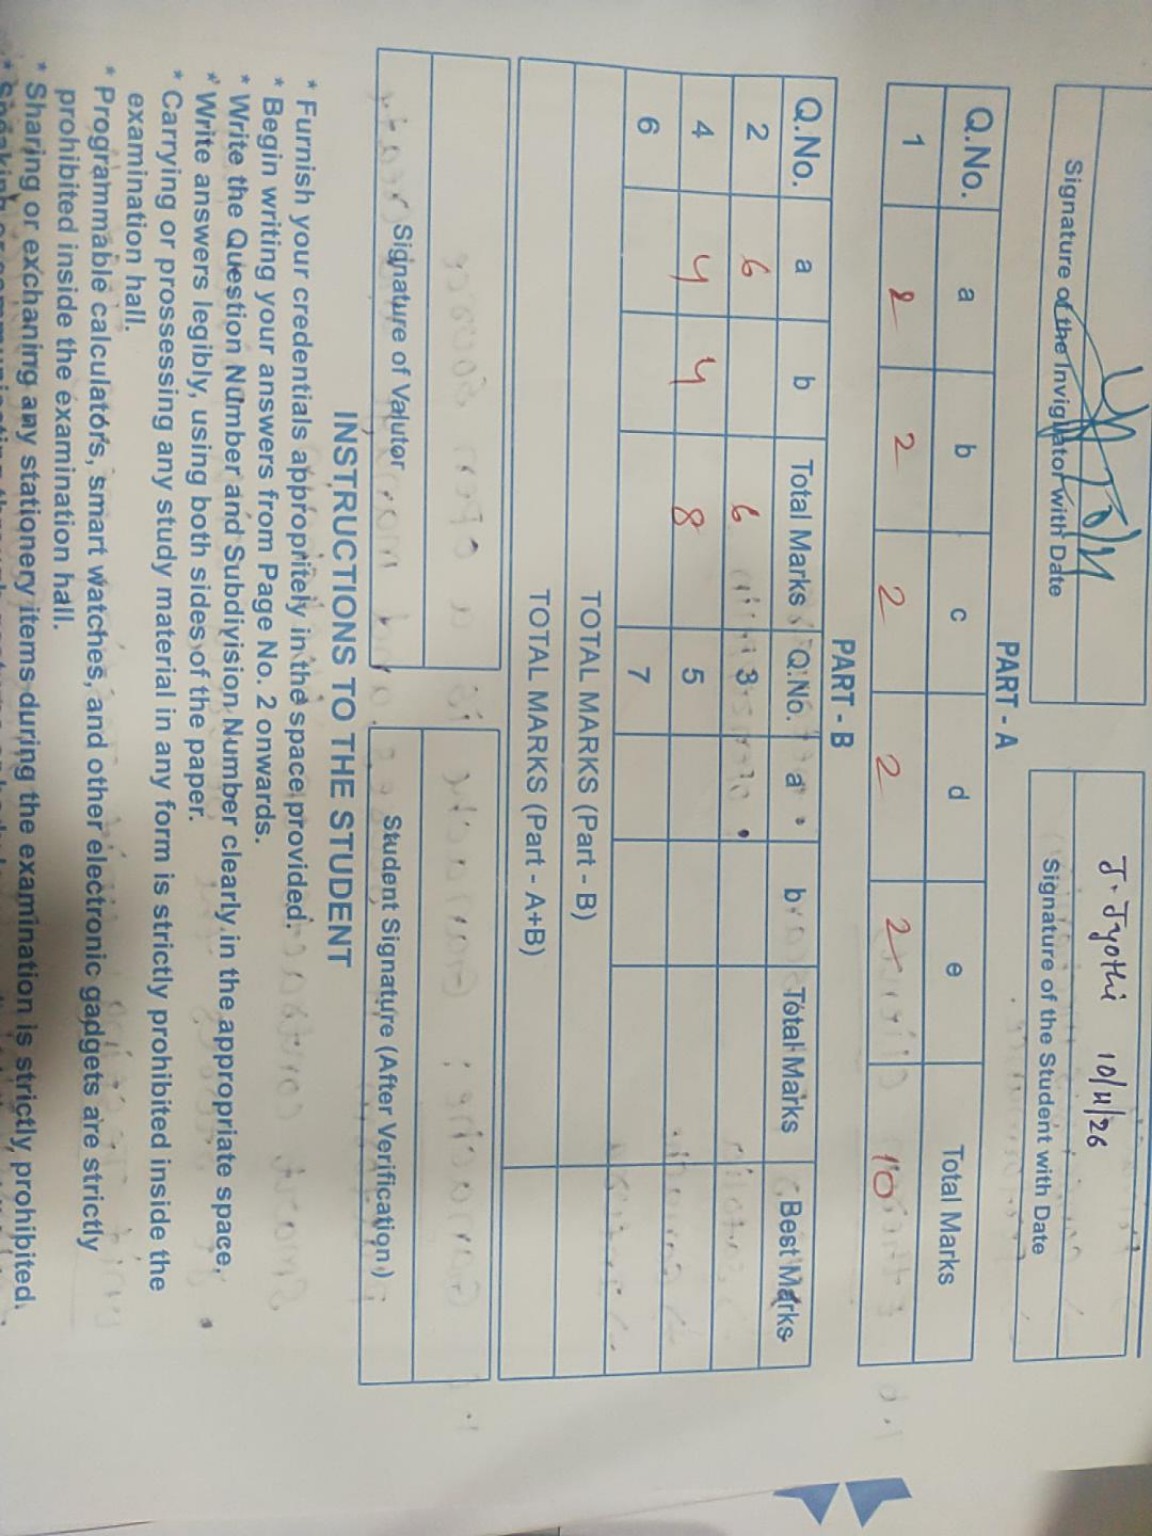 Signature of the Invigilator with Date
J. Jyothi 10/11/26
Signature of the Student with Date
PART - A
Q.No. a b c d e Total Marks
1 2 2 2 2 2 10
PART - B
Q.No. a b Total Marks Q.No. a b Total Marks Best Marks
2 6 6 3
4 4 4 8 5
6 7
TOTAL MARKS (Part - B)
TOTAL MARKS (Part - A+B)
Signature of Valutor
Student Signature (After Verification)
INSTRUCTIONS TO THE STUDENT
* Furnish your credentials appropritely in the space provided.
* Begin writing your answers from Page No. 2 onwards.
* Write the Question Number and Subdivision Number clearly in the appropriate space.
* Write answers legibly, using both sides of the paper.
* Carrying or prossessing any study material in any form is strictly prohibited inside the
examination hall.
* Programmable calculators, smart watches, and other electronic gadgets are strictly
prohibited inside the examination hall.
* Sharing or exchaning any stationery items during the examination is strictly prohibited.